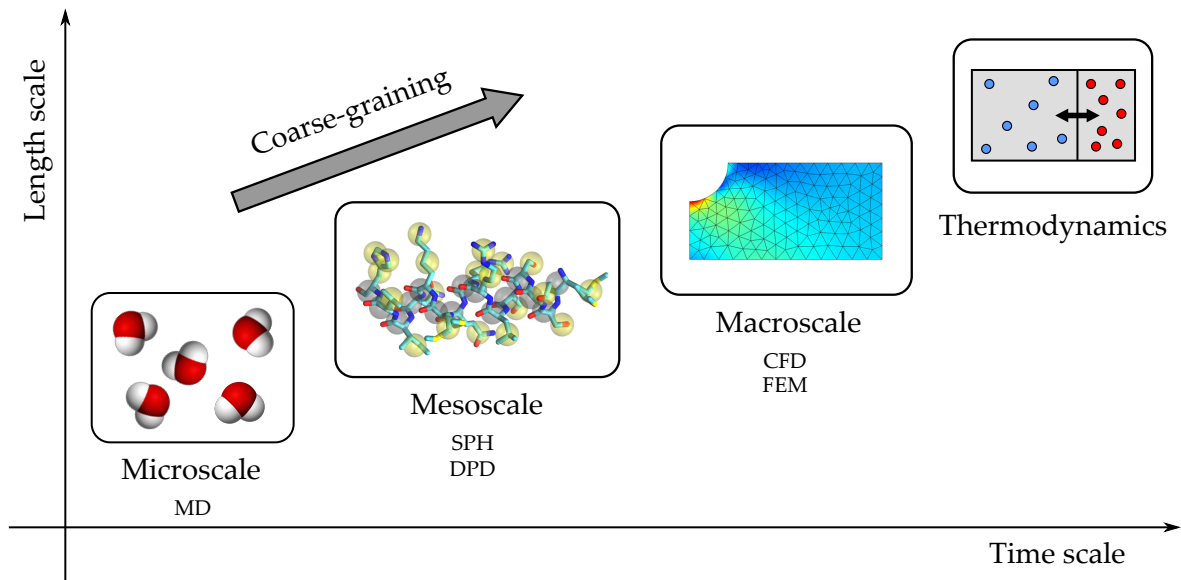 Length scale
Coarse-graining
Thermodynamics
Macroscale
CFD
FEM
Mesoscale
SPH
DPD
Microscale
MD
Time scale